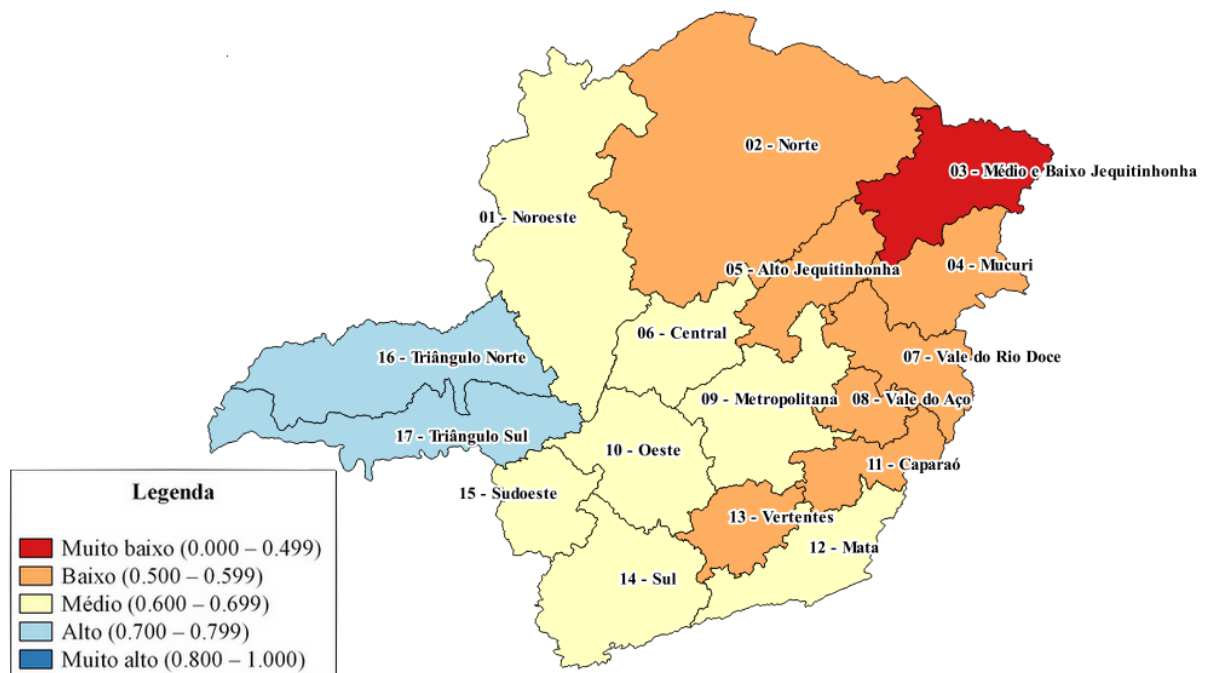 02 - Norte
03 - Médio e Baixo Jequitinhonha
01 - Noroeste
05 - Alto Jequitinhonha
04 - Mucuri
06 - Central
16 - Triângulo Norte
07 - Vale do Rio Doce
09 - Metropolitana
08 - Vale do Aço
17 - Triângulo Sul
10 - Oeste
11 - Caparaó
15 - Sudoeste
13 - Vertentes
12 - Mata
14 - Sul
Legenda
Muito baixo (0.000 – 0.499)
Baixo (0.500 – 0.599)
Médio (0.600 – 0.699)
Alto (0.700 – 0.799)
Muito alto (0.800 – 1.000)